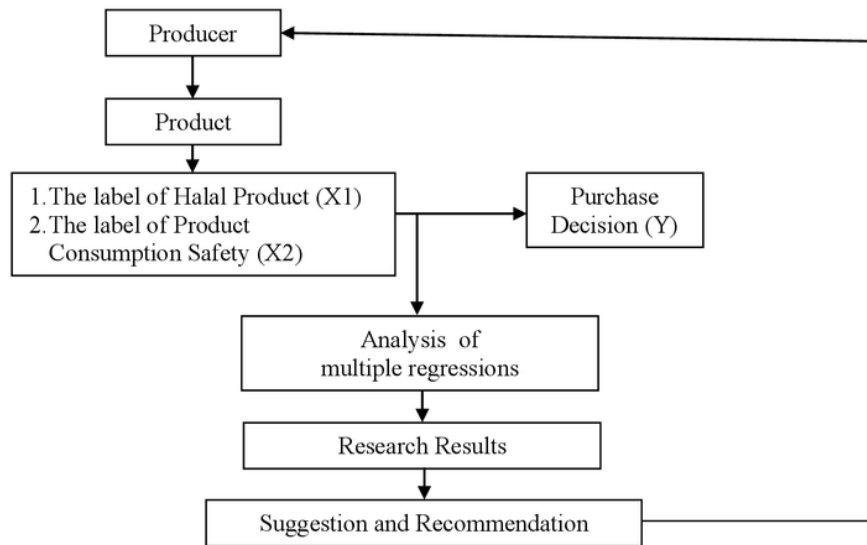 Producer
Product
1.The label of Halal Product (X1)
2.The label of Product
Consumption Safety (X2)
Purchase
Decision (Y)
Analysis of
multiple regressions
Research Results
Suggestion and Recommendation